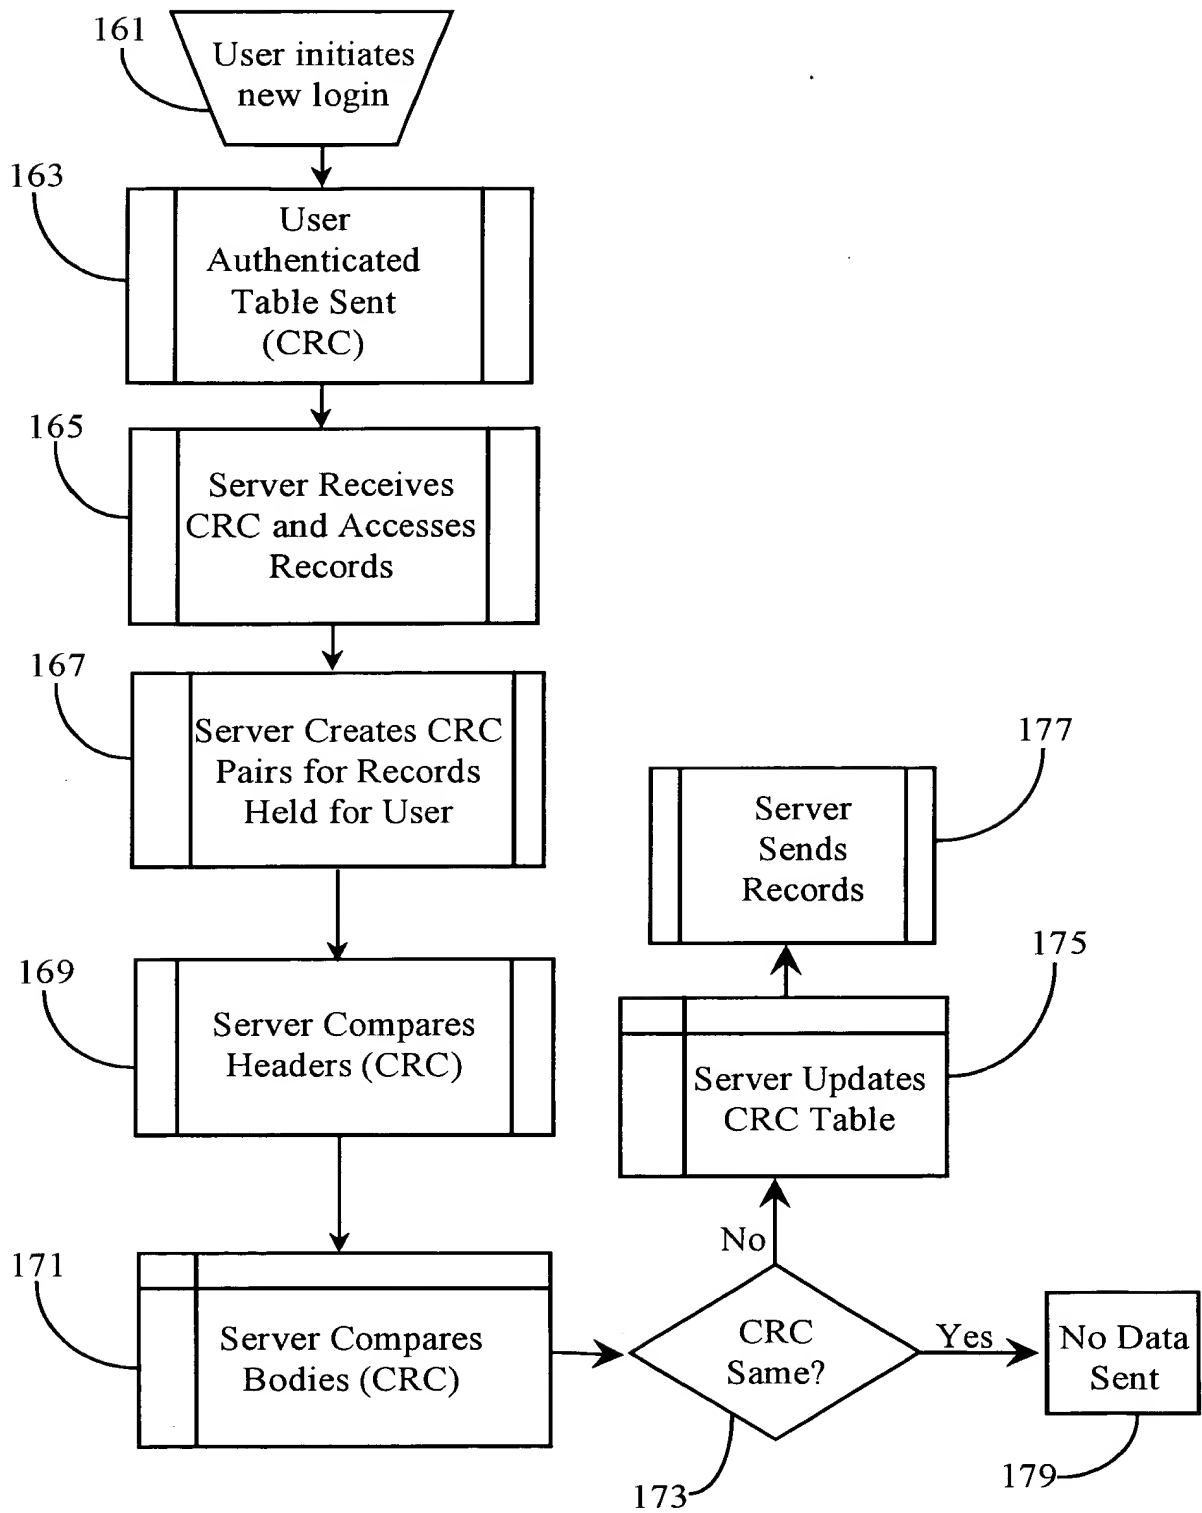 161
User initiates
new login
163
User
Authenticated
Table Sent
(CRC)
165
Server Receives
CRC and Accesses
Records
167
Server Creates CRC
Pairs for Records
Held for User
169
Server Compares
Headers (CRC)
171
Server Compares
Bodies (CRC)
CRC
Same?
173
No
Server Updates
CRC Table
175
Server
Sends
Records
177
Yes
No Data
Sent
179